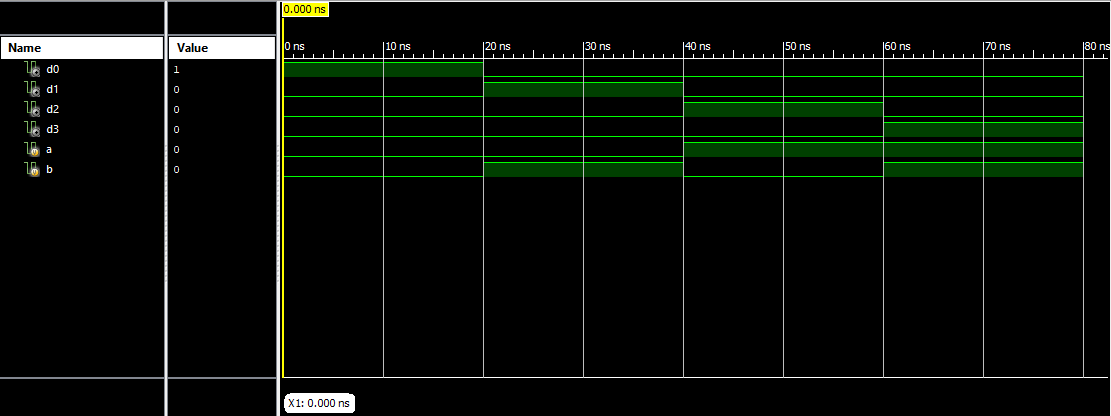 0.000 ns
Name Value 0 ns 10 ns 20 ns 30 ns 40 ns 50 ns 60 ns 70 ns 80 ns
d0 1
d1 0
d2 0
d3 0
a 0
b 0
X1: 0.000 ns